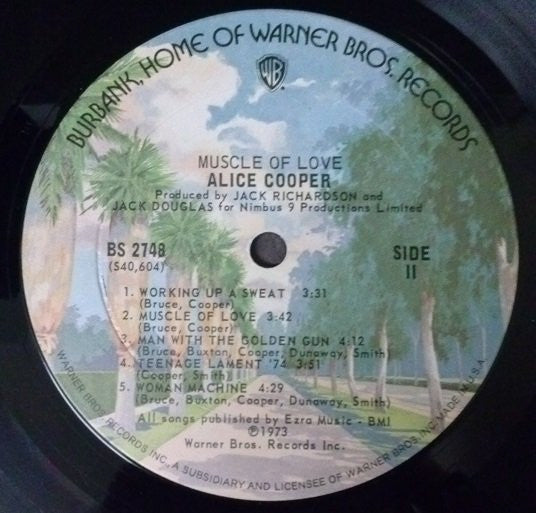 BURBANK, HOME OF WARNER BROS. RECORDS
WB
MUSCLE OF LOVE
ALICE COOPER
Produced by JACK RICHARDSON and
JACK DOUGLAS for Nimbus 9 Productions Limited
BS 2748
(S40,604)
SIDE
II
1. WORKING UP A SWEAT 3:31
(Bruce, Cooper)
2. MUSCLE OF LOVE 3:42
(Bruce, Cooper)
3. MAN WITH THE GOLDEN GUN 4:12
(Bruce, Buxton, Cooper, Dunaway, Smith)
4. TEENAGE LAMENT '74 3:51
(Cooper, Smith)
5. WOMAN MACHINE 4:29
(Bruce, Buxton, Cooper, Dunaway, Smith)
All songs published by Ezra Music - BMI
℗1973
Warner Bros. Records Inc.
WARNER BROS. RECORDS INC., A SUBSIDIARY AND LICENSEE OF WARNER BROS. INC. MADE IN U.S.A.